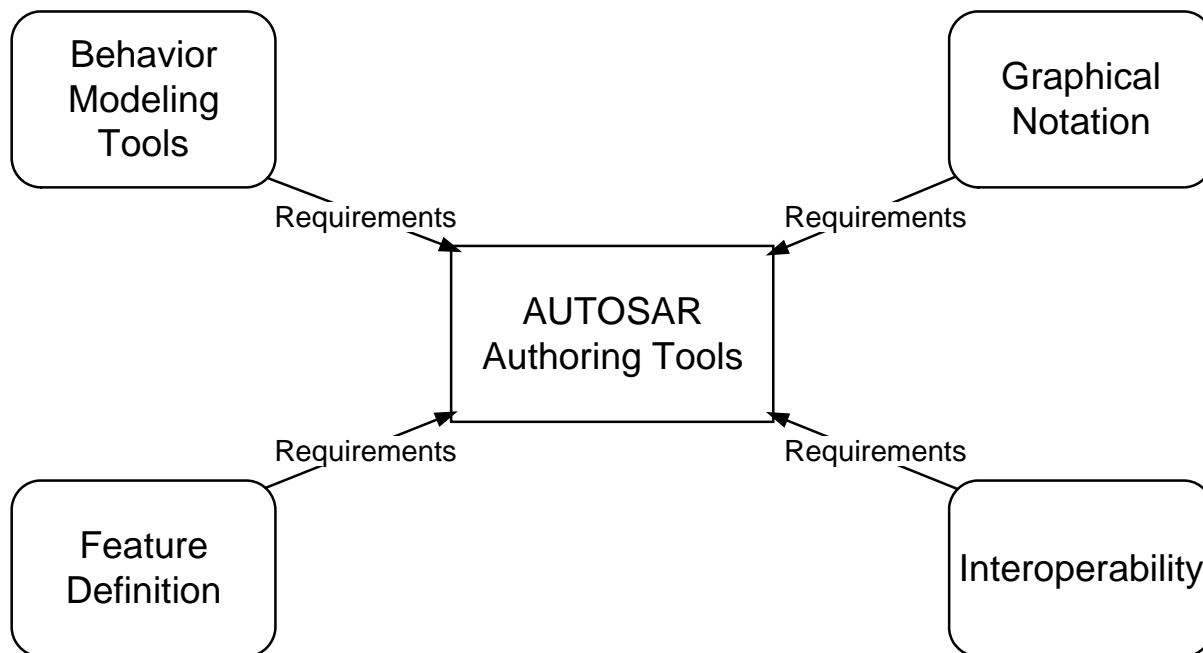 Behavior
Modeling
Tools
Graphical
Notation
Requirements
Requirements
AUTOSAR
Authoring Tools
Requirements
Requirements
Feature
Definition
Interoperability